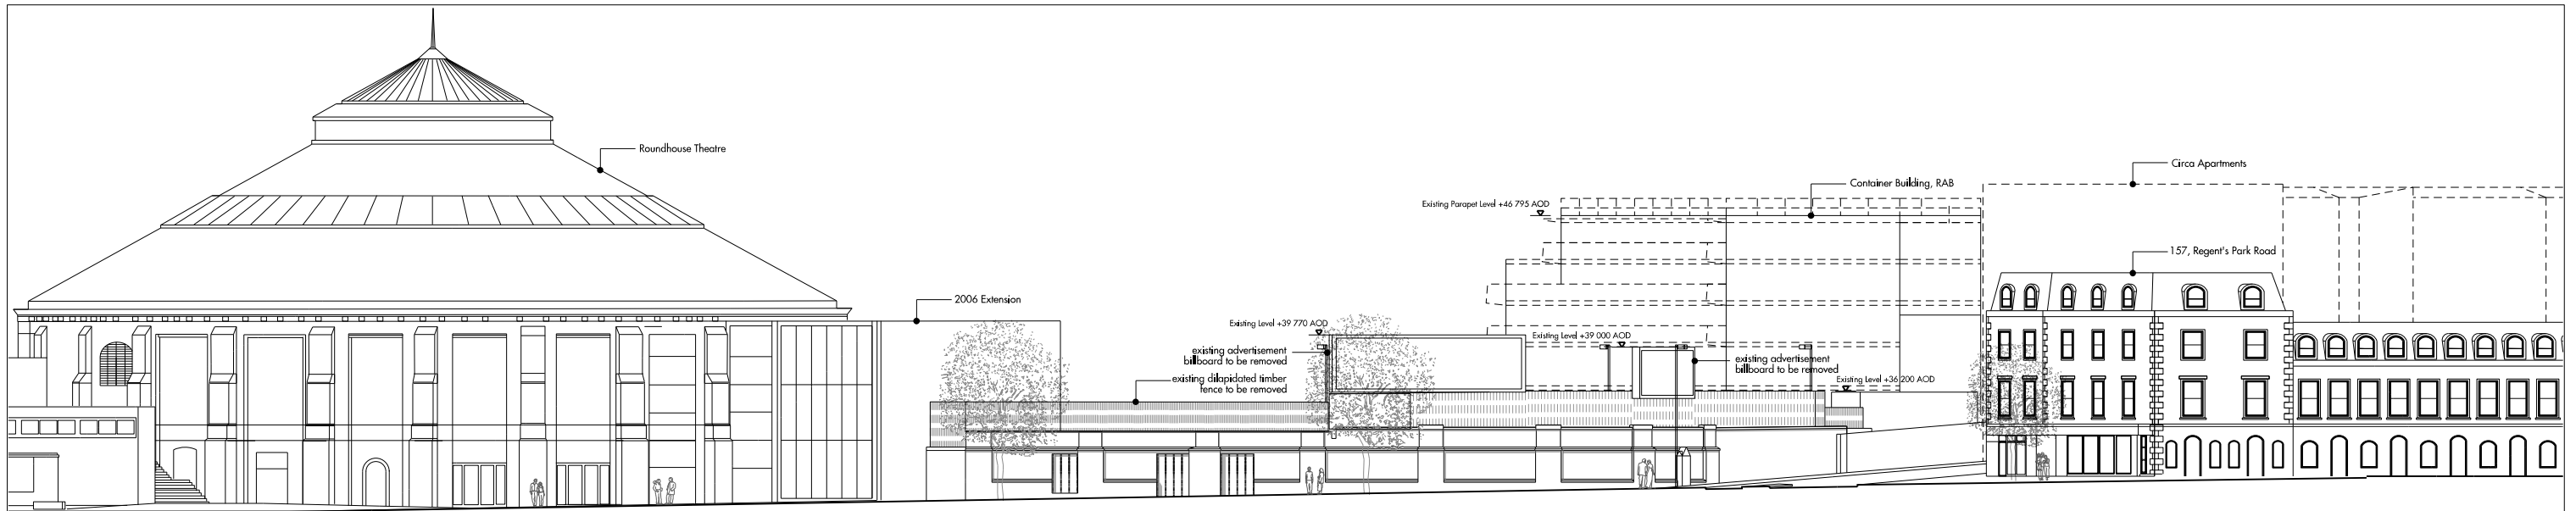 Roundhouse Theatre
Circa Apartments
Container Building, RAB
Existing Parapet Level +46 795 AOD
157, Regent's Park Road
2006 Extension
Existing Level +39 770 AOD
Existing Level +39 000 AOD
existing advertisement
billboard to be removed
existing advertisement
billboard to be removed
existing dilapidated timber
fence to be removed
Existing Level +36 200 AOD